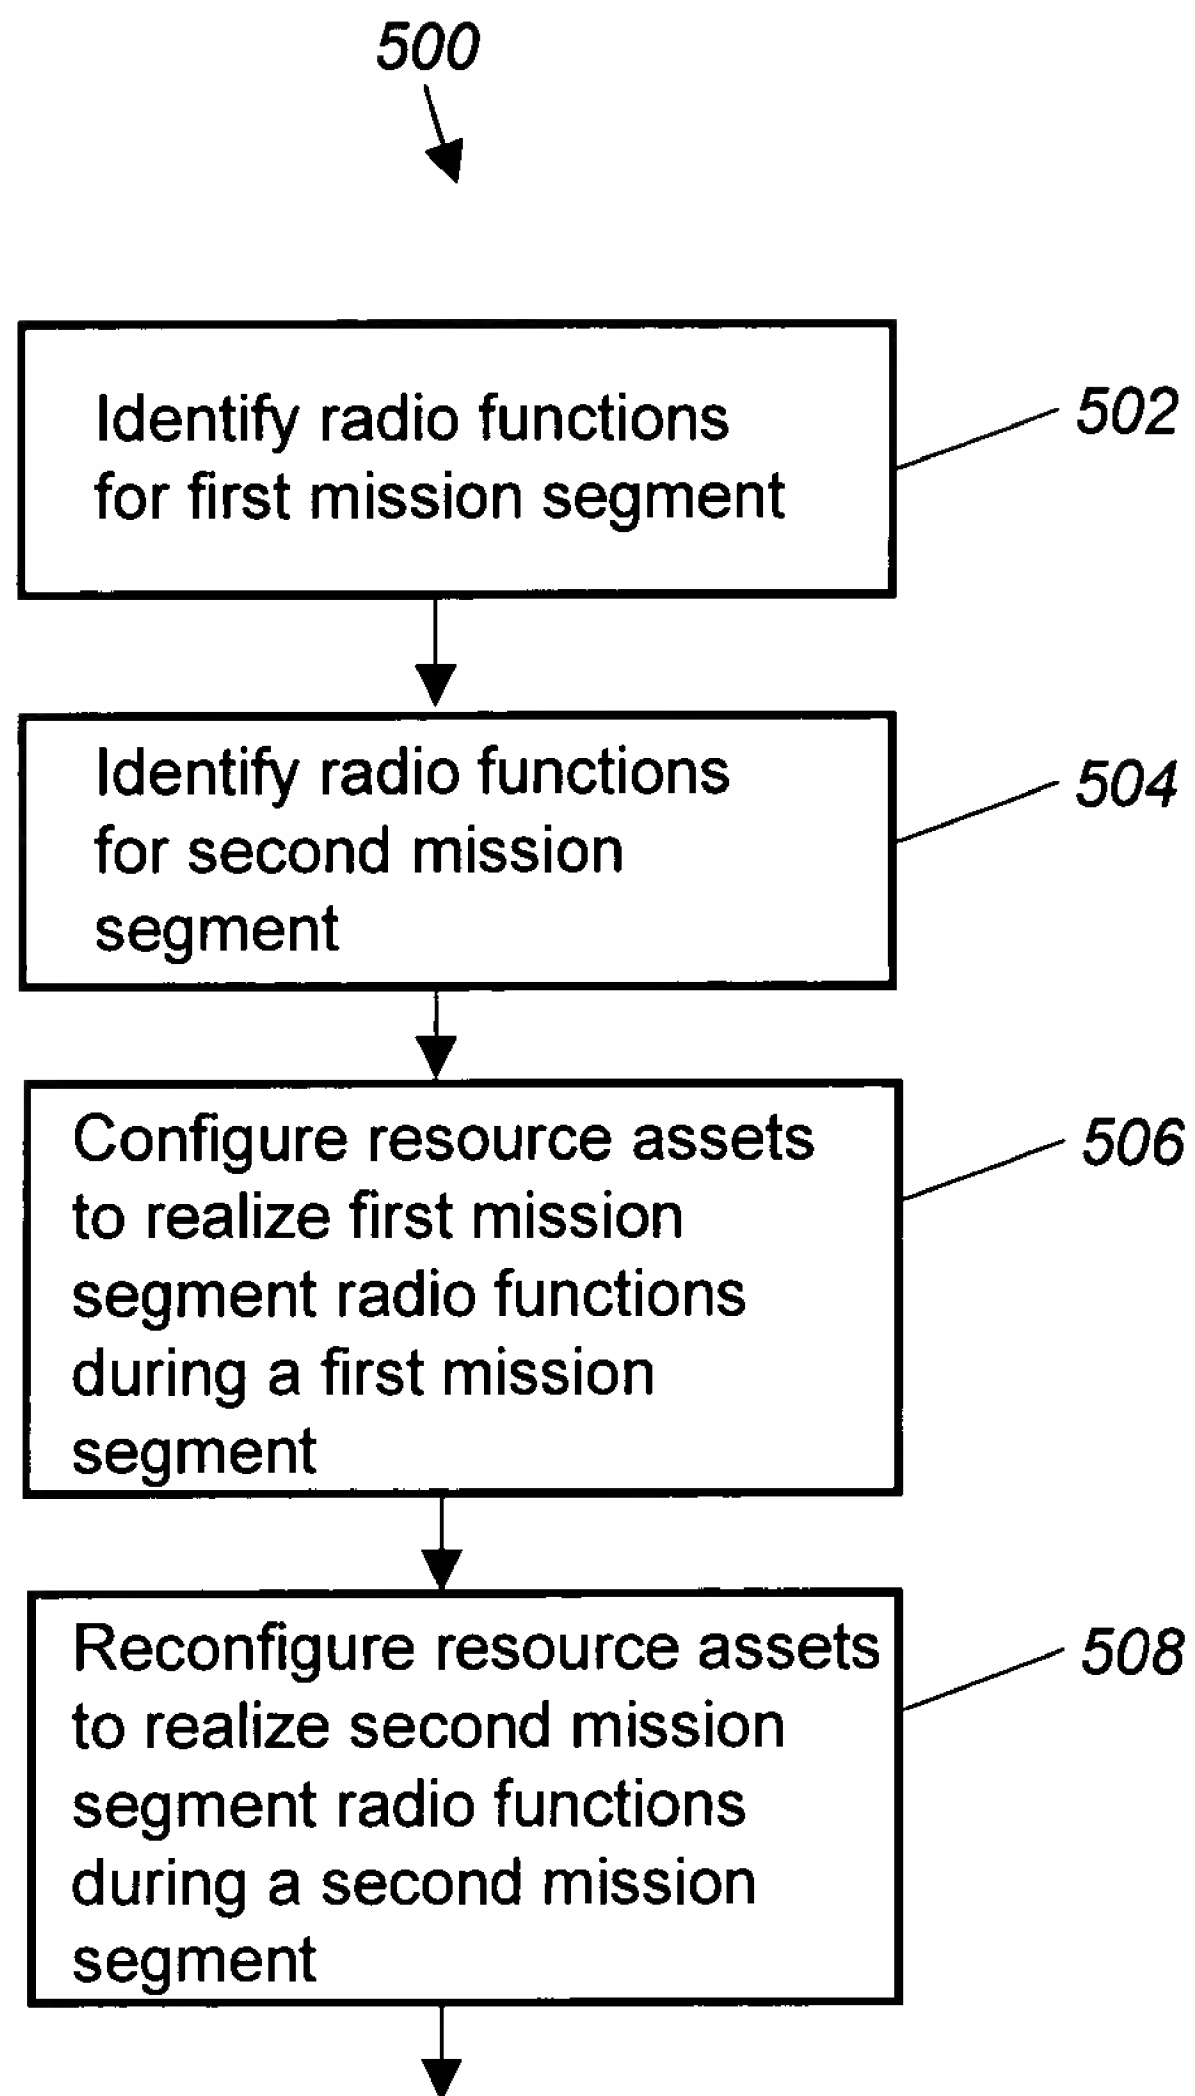 500
Identify radio functions
for first mission segment
502
Identify radio functions
for second mission
segment
504
Configure resource assets
to realize first mission
segment radio functions
during a first mission
segment
506
Reconfigure resource assets
to realize second mission
segment radio functions
during a second mission
segment
508